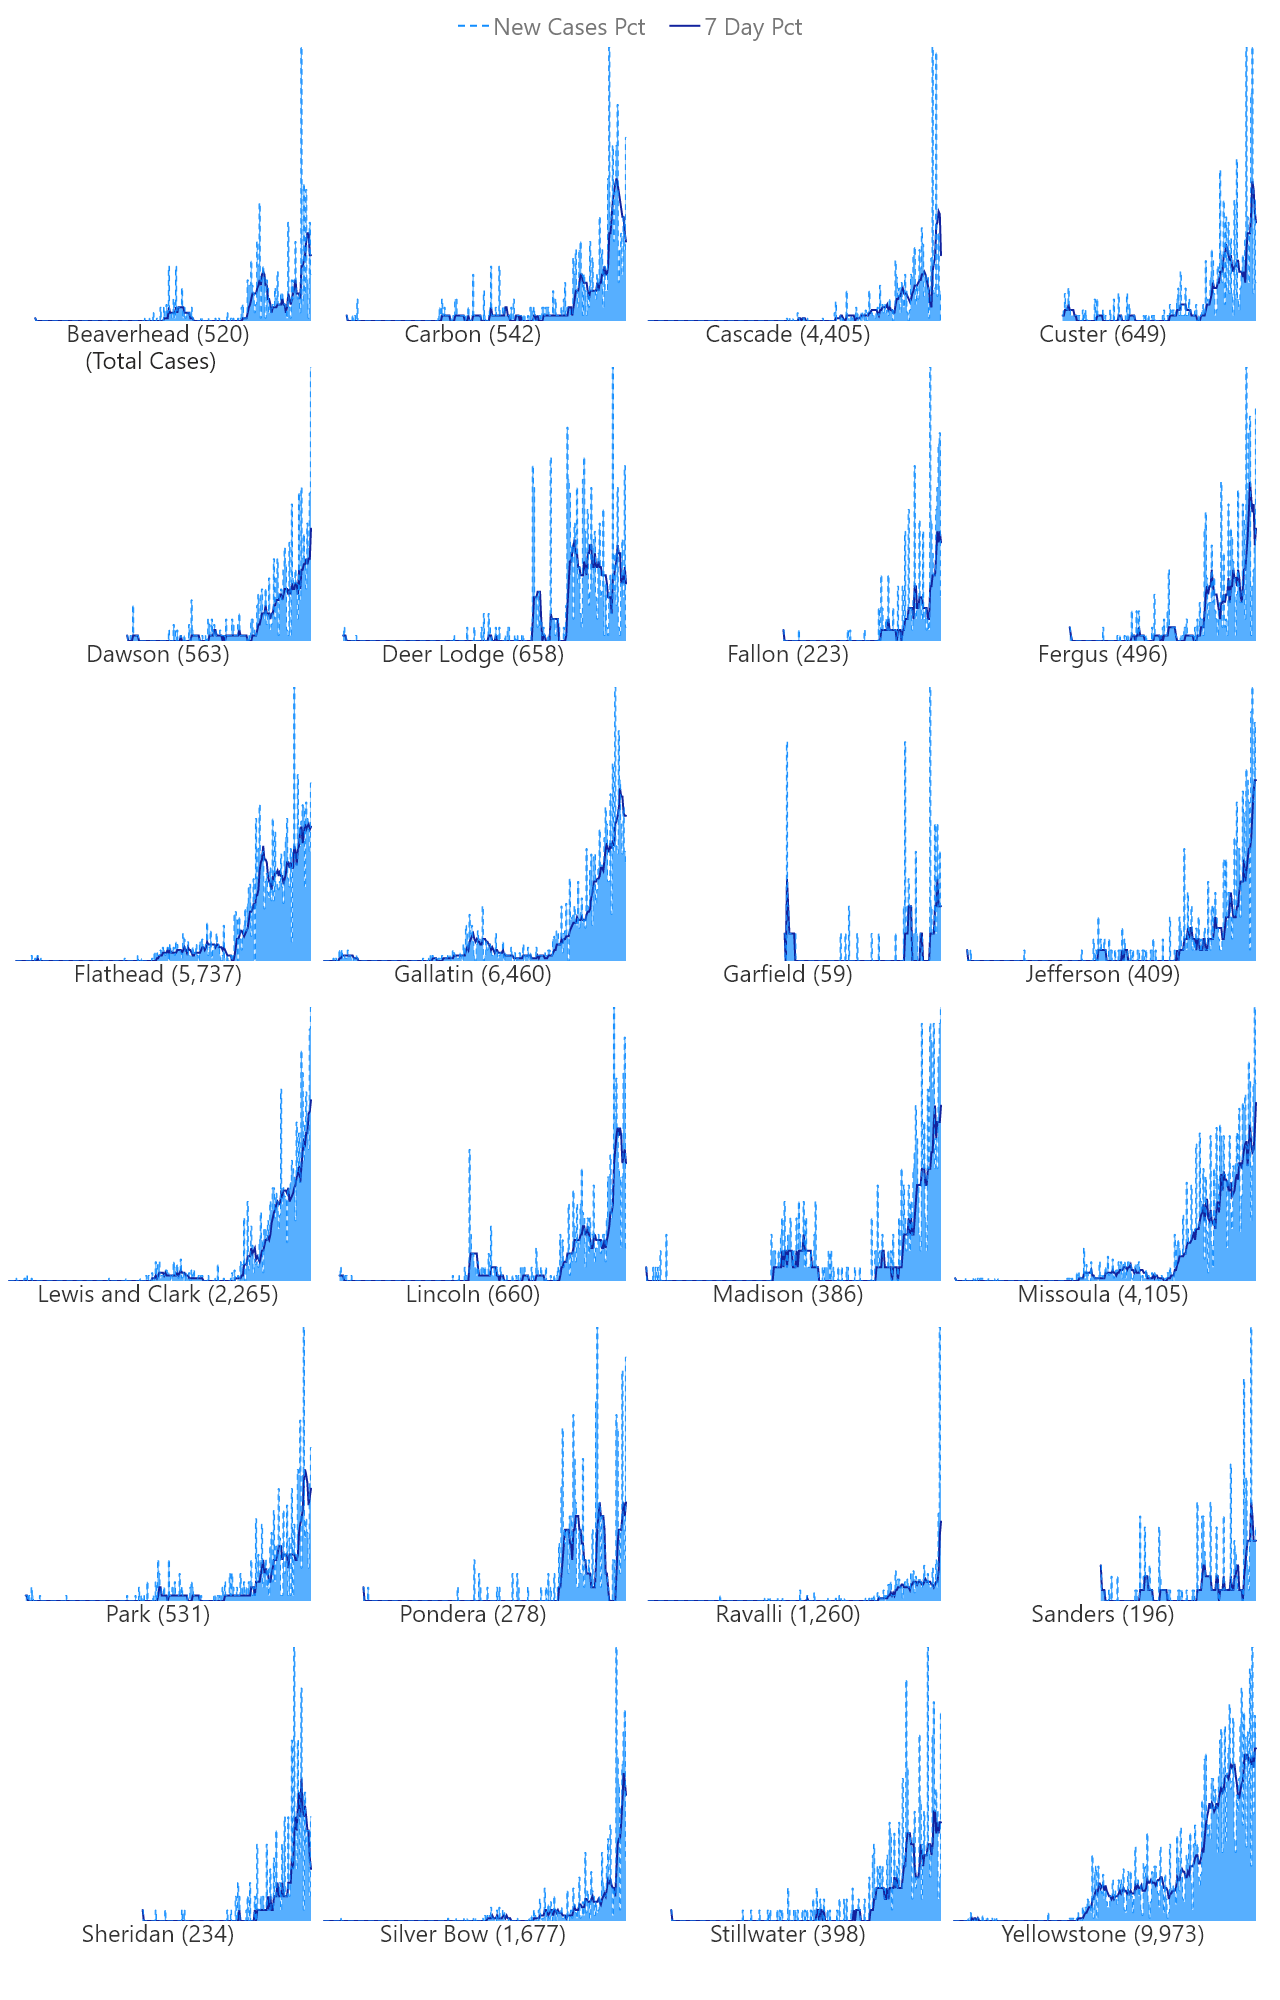 New Cases Pct 7 Day Pct
Beaverhead (520) Carbon (542) Cascade (4,405) Custer (649)
(Total Cases)
Dawson (563) Deer Lodge (658) Fallon (223) Fergus (496)
Flathead (5,737) Gallatin (6,460) Garfield (59) Jefferson (409)
Lewis and Clark (2,265) Lincoln (660) Madison (386) Missoula (4,105)
Park (531) Pondera (278) Ravalli (1,260) Sanders (196)
Sheridan (234) Silver Bow (1,677) Stillwater (398) Yellowstone (9,973)